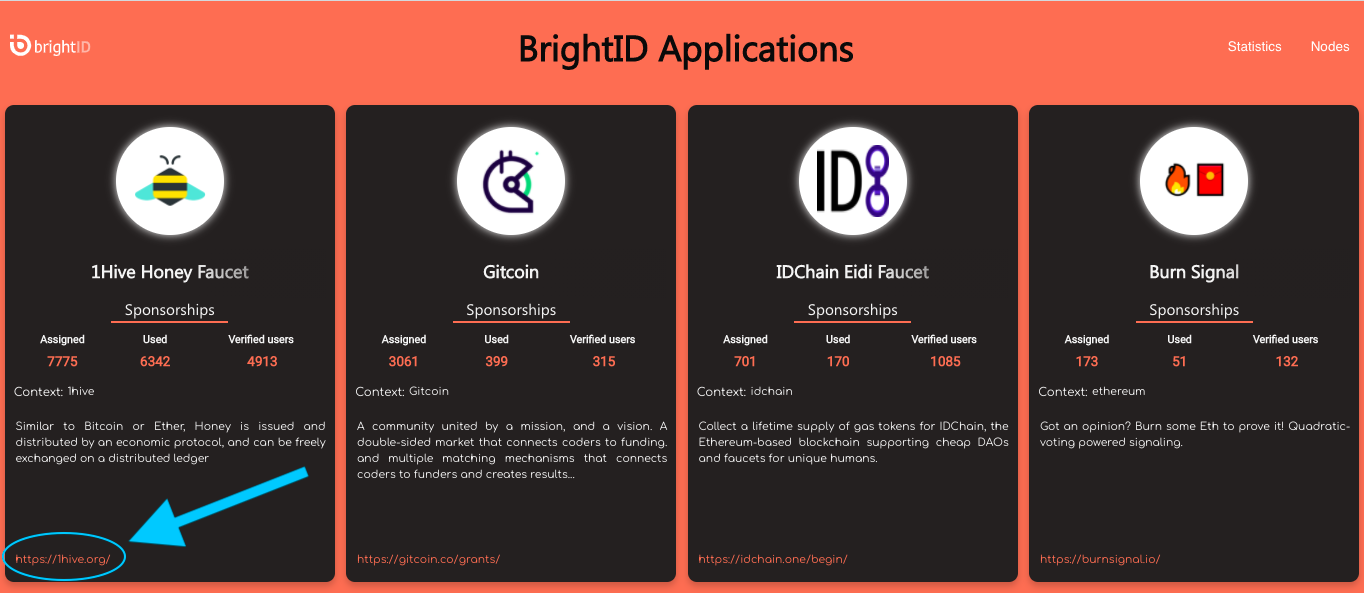 brightID
BrightID Applications
Statistics
Nodes
1Hive Honey Faucet
Sponsorships
Assigned Used Verified users
7775 6342 4913
Context: 1hive
Similar to Bitcoin or Ether, Honey is issued and
distributed by an economic protocol, and can be freely
exchanged on a distributed ledger
https://1hive.org/
Gitcoin
Sponsorships
Assigned Used Verified users
3061 399 315
Context: Gitcoin
A community united by a mission, and a vision. A
double-sided market that connects coders to funding.
and multiple matching mechanisms that connects
coders to funders and creates results...
https://gitcoin.co/grants/
ID
IDChain Eidi Faucet
Sponsorships
Assigned Used Verified users
701 170 1085
Context: idchain
Collect a lifetime supply of gas tokens for IDChain, the
Ethereum-based blockchain supporting cheap DAOs
and faucets for unique humans.
https://idchain.one/begin/
Burn Signal
Sponsorships
Assigned Used Verified users
173 51 132
Context: ethereum
Got an opinion? Burn some Eth to prove it! Quadratic-
voting powered signaling.
https://burnsignal.io/